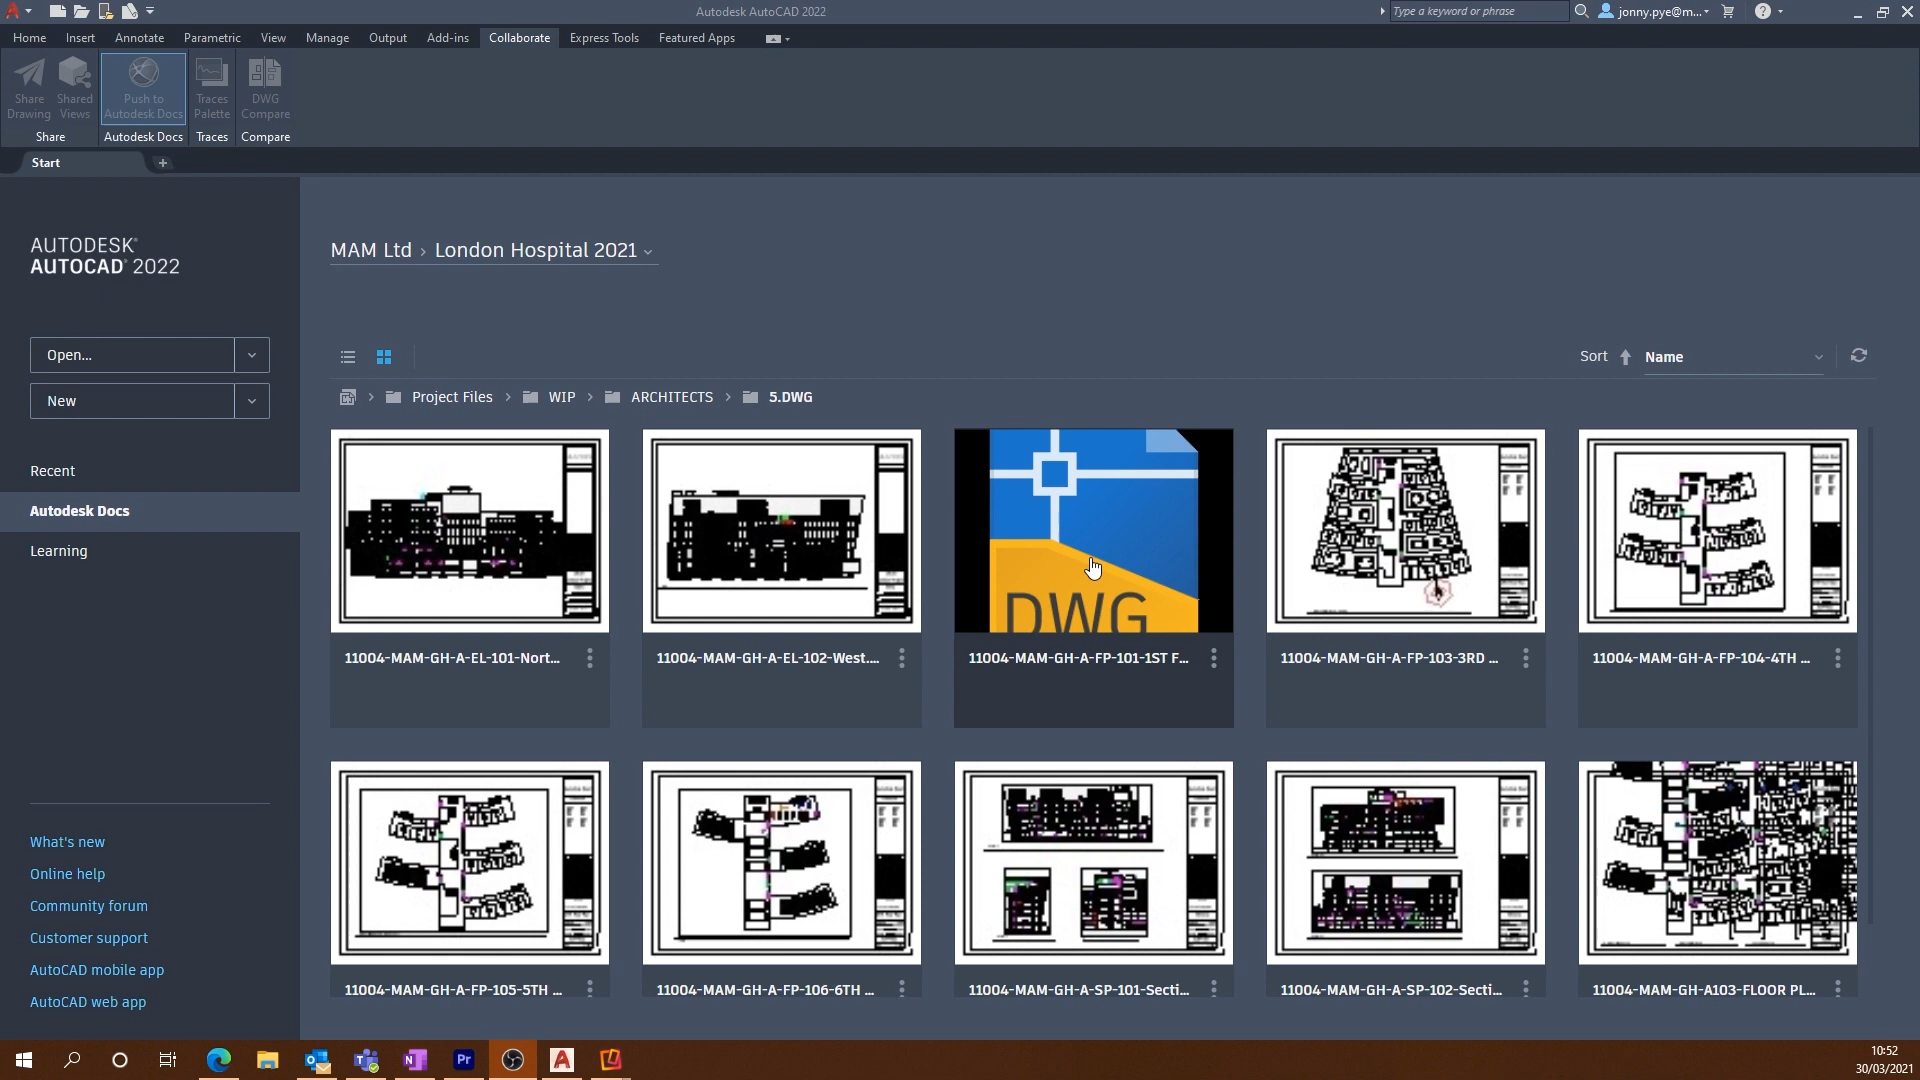 Autodesk AutoCAD 2022
Type a keyword or phrase
jonny.pye@m...
Home Insert Annotate Parametric View Manage Output Add-ins Collaborate Express Tools Featured Apps
Share Drawing
Shared Views
Push to Autodesk Docs
Traces Palette
DWG Compare
Share Autodesk Docs Traces Compare
Start
AUTODESK
AUTOCAD 2022
MAM Ltd › London Hospital 2021
Open...
New
Sort Name
Project Files › WIP › ARCHITECTS › 5.DWG
Recent
Autodesk Docs
Learning
DWG
11004-MAM-GH-A-EL-101-Nort...
11004-MAM-GH-A-EL-102-West....
11004-MAM-GH-A-FP-101-1ST F...
11004-MAM-GH-A-FP-103-3RD ...
11004-MAM-GH-A-FP-104-4TH ...
What's new
Online help
Community forum
Customer support
AutoCAD mobile app
AutoCAD web app
11004-MAM-GH-A-FP-105-5TH ...
11004-MAM-GH-A-FP-106-6TH ...
11004-MAM-GH-A-SP-101-Secti...
11004-MAM-GH-A-SP-102-Secti...
11004-MAM-GH-A103-FLOOR PL...
Pr
10:52
30/03/2021